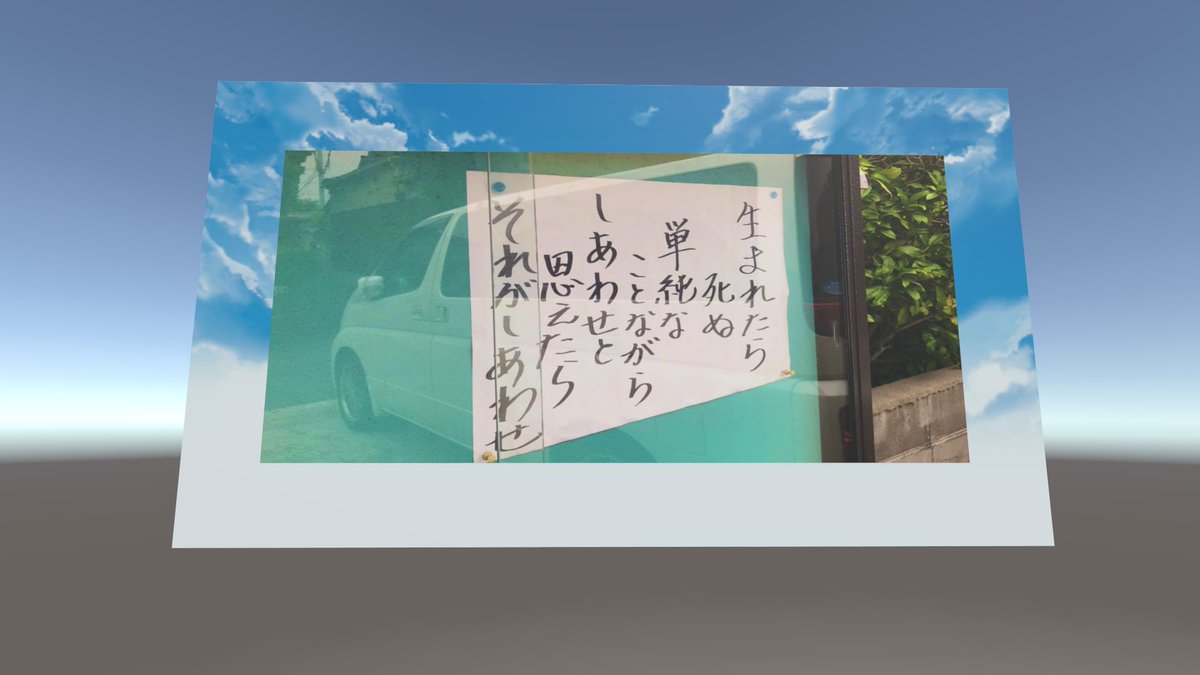 生まれたら
死ぬ
単純な
ことながら
しあわせと
思えたら
それがしあわせ